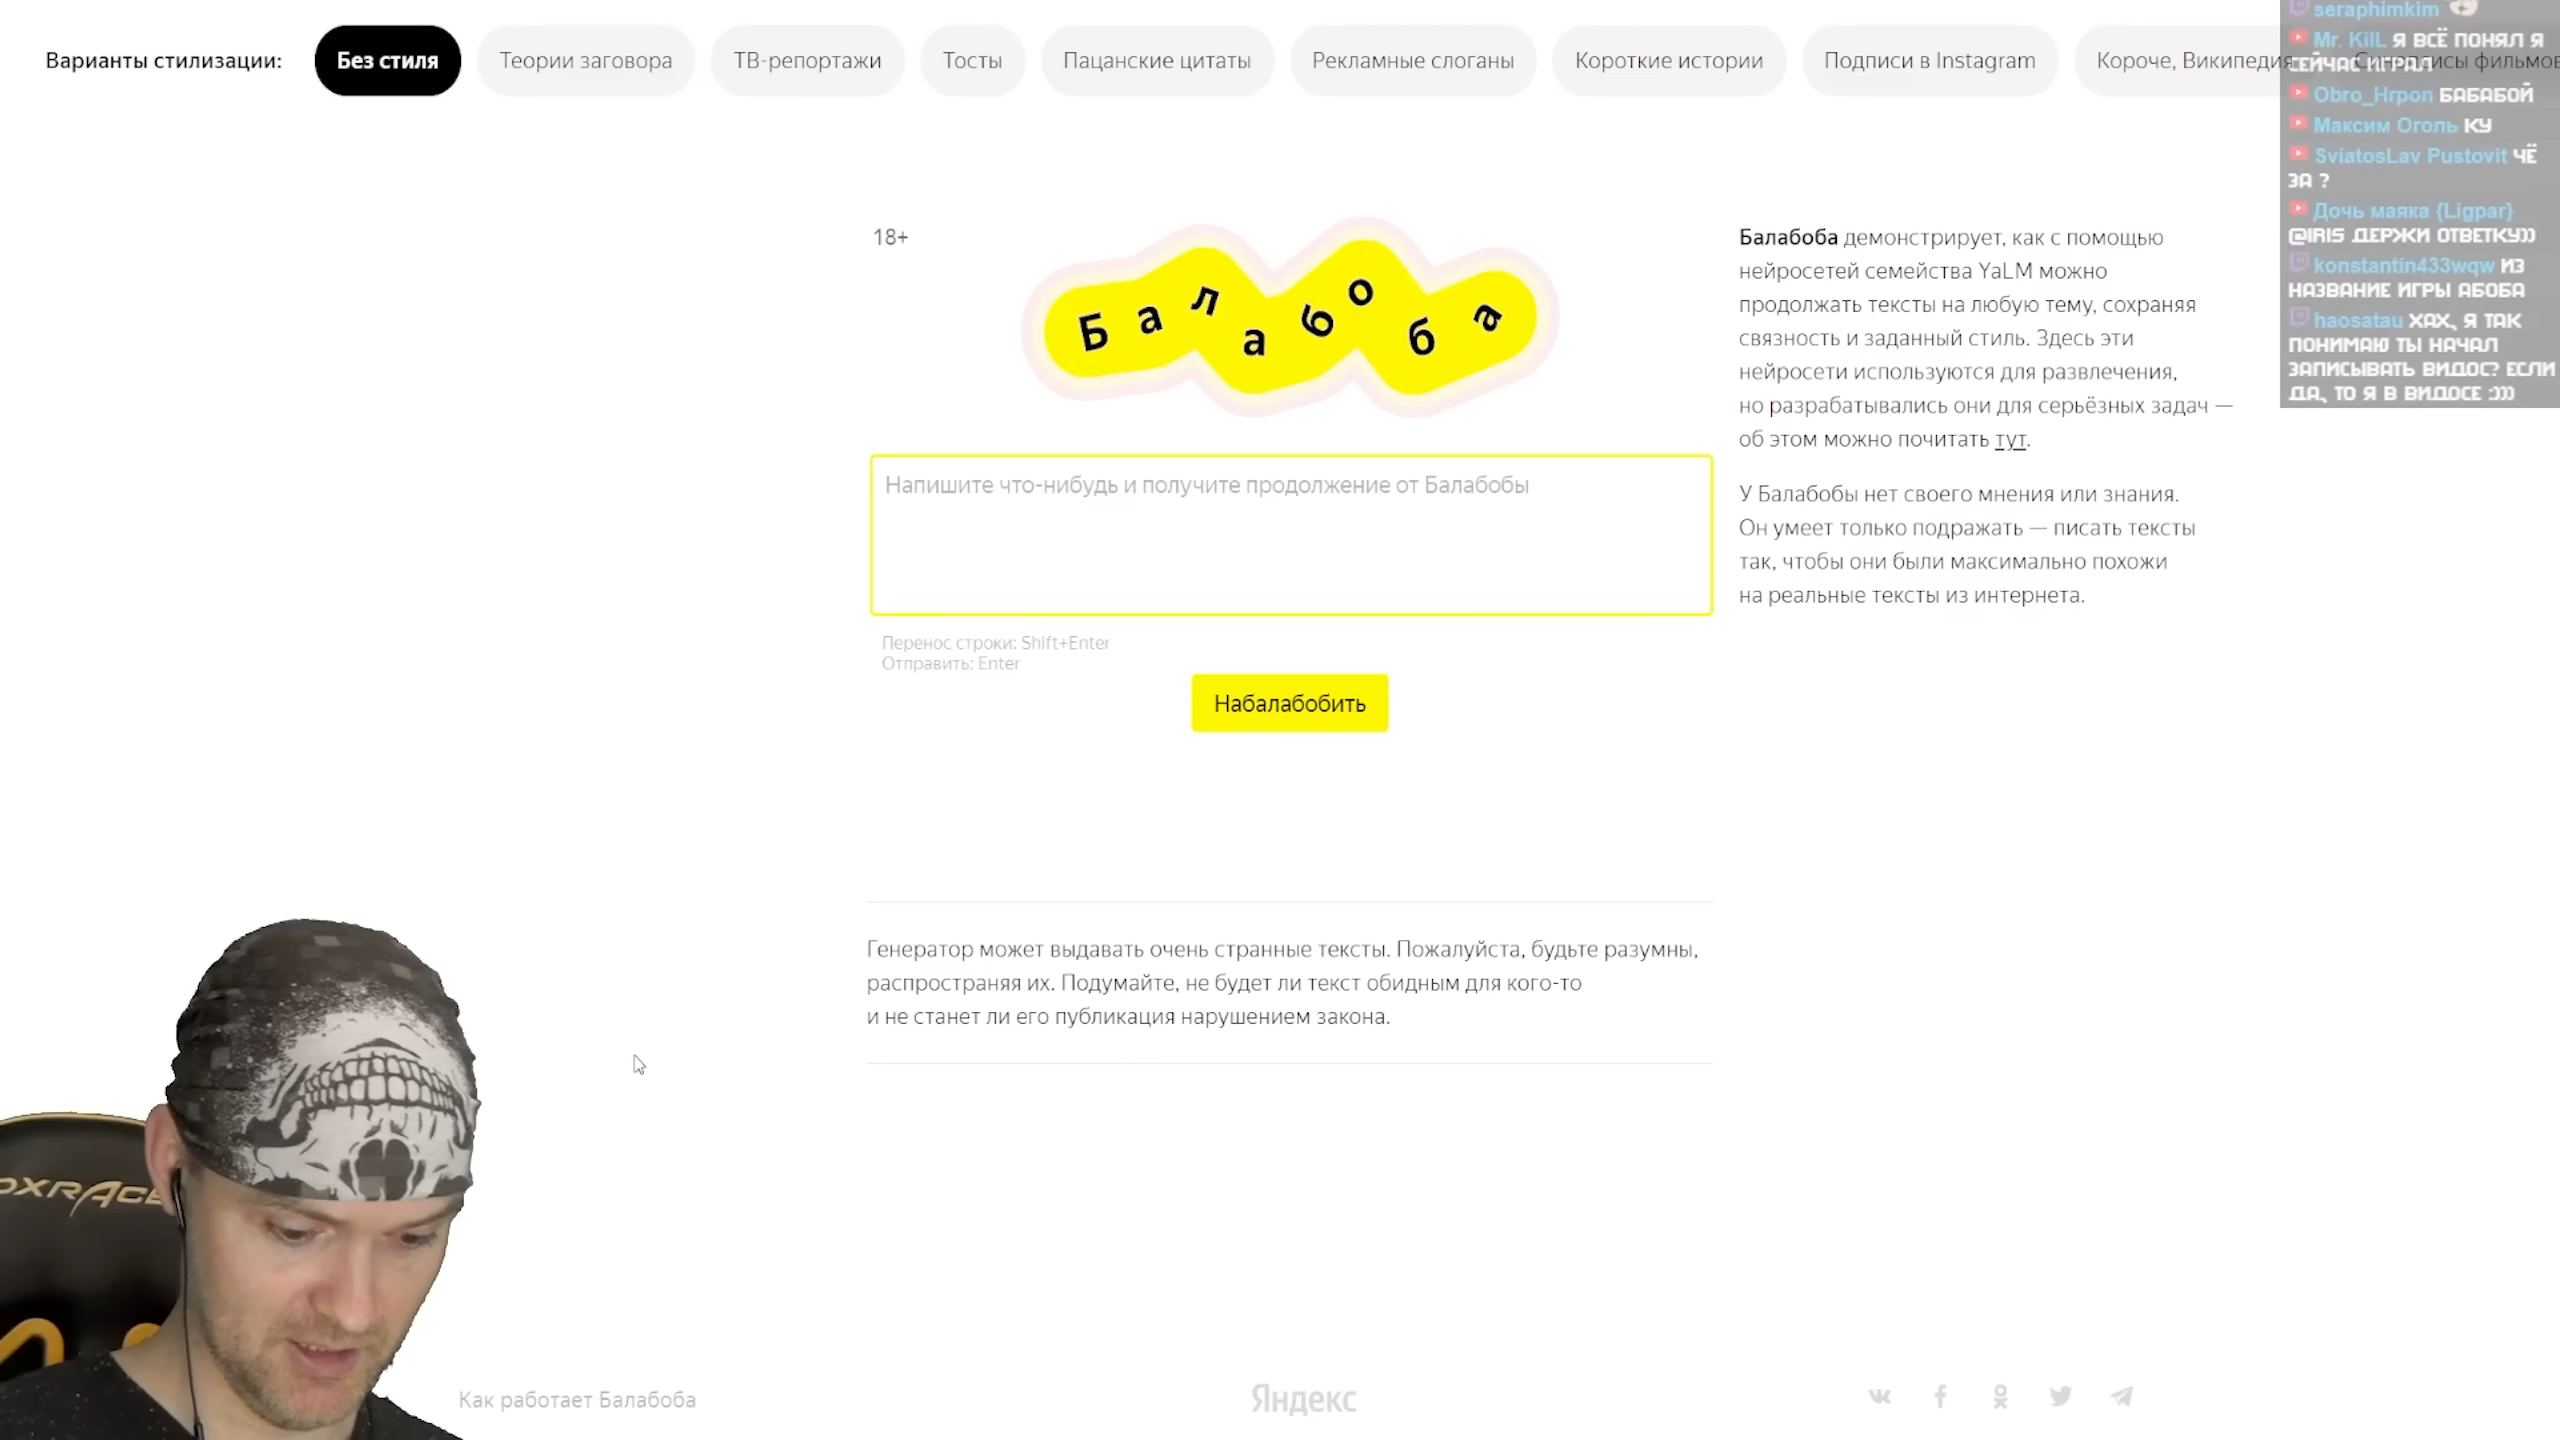 Варианты стилизации:
Без стиля
Теории заговора
ТВ-репортажи
Тосты
Пацанские цитаты
Рекламные слоганы
Короткие истории
Подписи в Instagram
Короче, Википедия
Синопсисы фильмов
seraphimkim
Mr. KiLL Я ВСЁ ПОНЯЛ Я
СЕЙЧАС ИГРАЛ
Obro_Hrpon БАБАБОЙ
Максим Оголь КУ
SviatosLav Pustovit ЧЁ
ЗА ?
Дочь маяка {Ligpar}
@IRIS ДЕРЖИ ОТВЕТКУ))
konstantin433wqw ИЗ
НАЗВАНИЕ ИГРЫ АБОБА
haosatau ХАХ, Я ТАК
ПОНИМАЮ ТЫ НАЧАЛ
ЗАПИСЫВАТЬ ВИДОС? ЕСЛИ
ДА, ТО Я В ВИДОСЕ :)))
18+
Балабоба
Балабоба демонстрирует, как с помощью
нейросетей семейства YaLM можно
продолжать тексты на любую тему, сохраняя
связность и заданный стиль. Здесь эти
нейросети используются для развлечения,
но разрабатывались они для серьёзных задач —
об этом можно почитать тут.
У Балабобы нет своего мнения или знания.
Он умеет только подражать — писать тексты
так, чтобы они были максимально похожи
на реальные тексты из интернета.
Напишите что-нибудь и получите продолжение от Балабобы
Перенос строки: Shift+Enter
Отправить: Enter
Набалабобить
Генератор может выдавать очень странные тексты. Пожалуйста, будьте разумны,
распространяя их. Подумайте, не будет ли текст обидным для кого-то
и не станет ли его публикация нарушением закона.
DXRACE
Как работает Балабоба
Яндекс